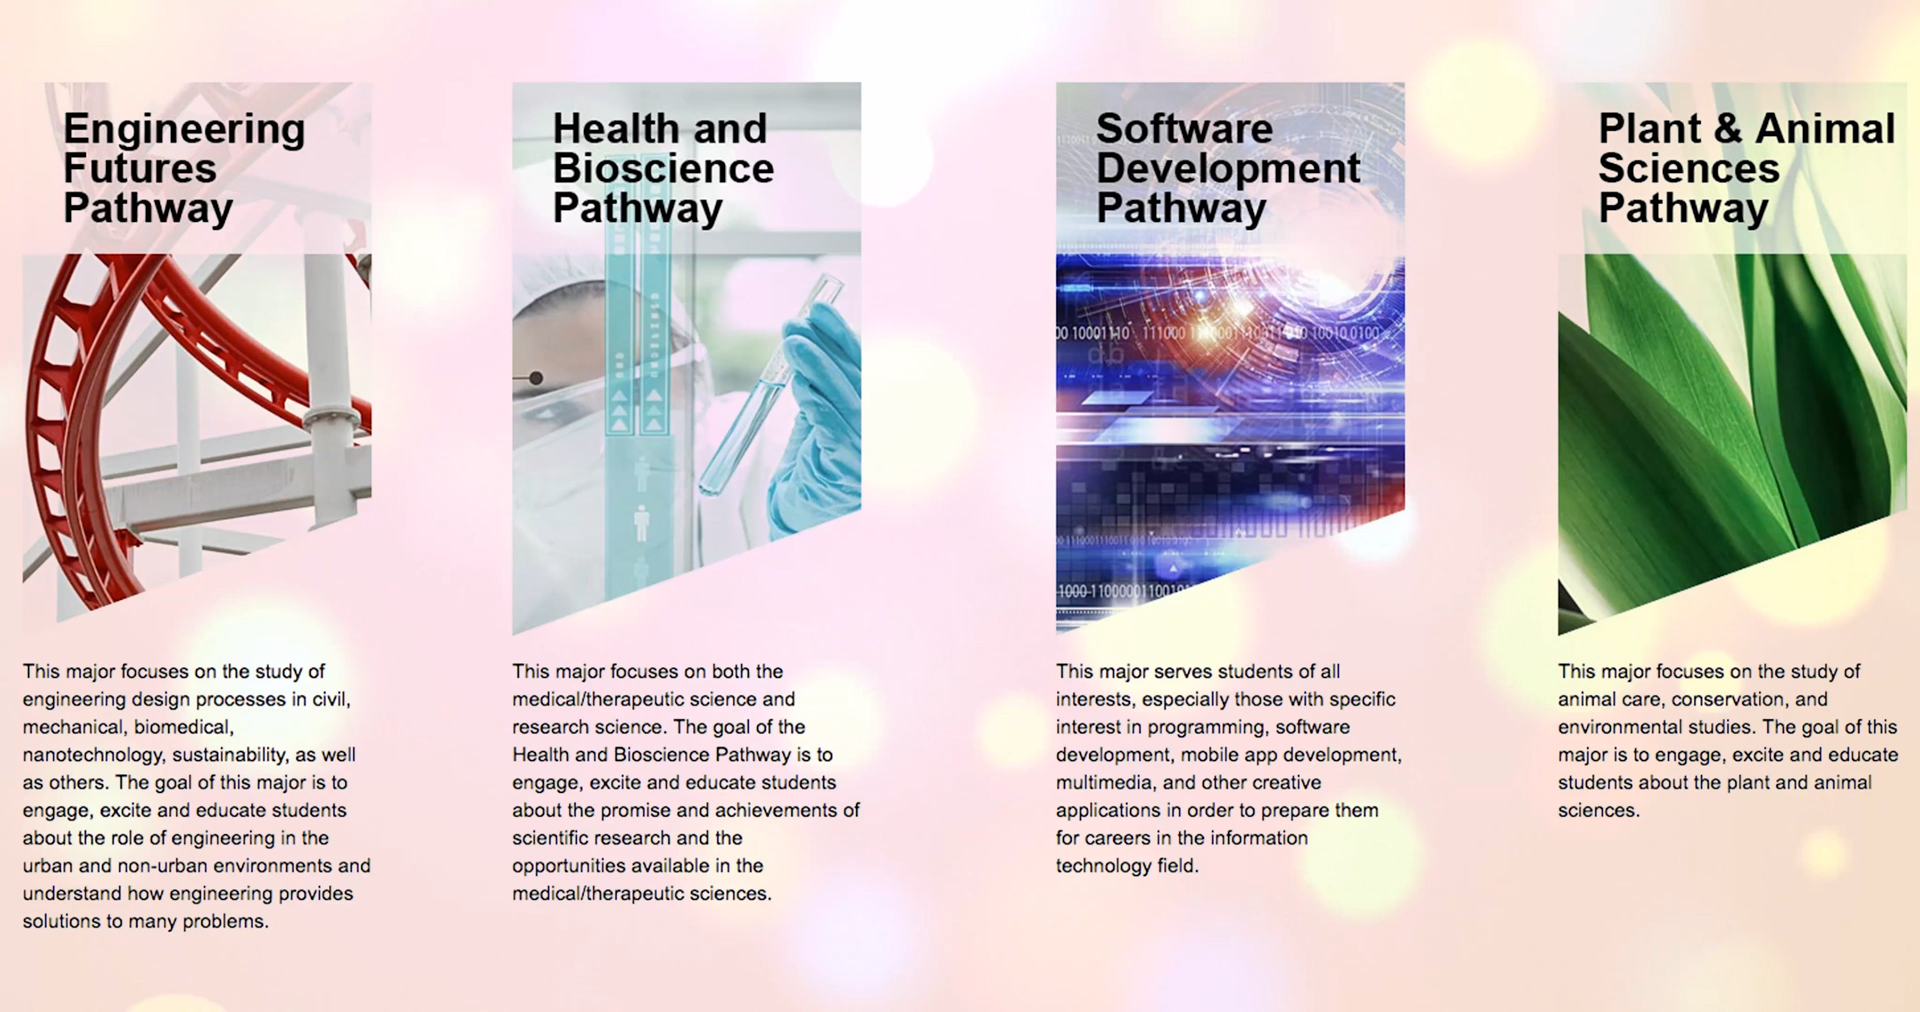 Engineering
Futures
Pathway
This major focuses on the study of
engineering design processes in civil,
mechanical, biomedical,
nanotechnology, sustainability, as well
as others. The goal of this major is to
engage, excite and educate students
about the role of engineering in the
urban and non-urban environments and
understand how engineering provides
solutions to many problems.
Health and
Bioscience
Pathway
This major focuses on both the
medical/therapeutic science and
research science. The goal of the
Health and Bioscience Pathway is to
engage, excite and educate students
about the promise and achievements of
scientific research and the
opportunities available in the
medical/therapeutic sciences.
Software
Development
Pathway
This major serves students of all
interests, especially those with specific
interest in programming, software
development, mobile app development,
multimedia, and other creative
applications in order to prepare them
for careers in the information
technology field.
Plant & Animal
Sciences
Pathway
This major focuses on the study of
animal care, conservation, and
environmental studies. The goal of this
major is to engage, excite and educate
students about the plant and animal
sciences.